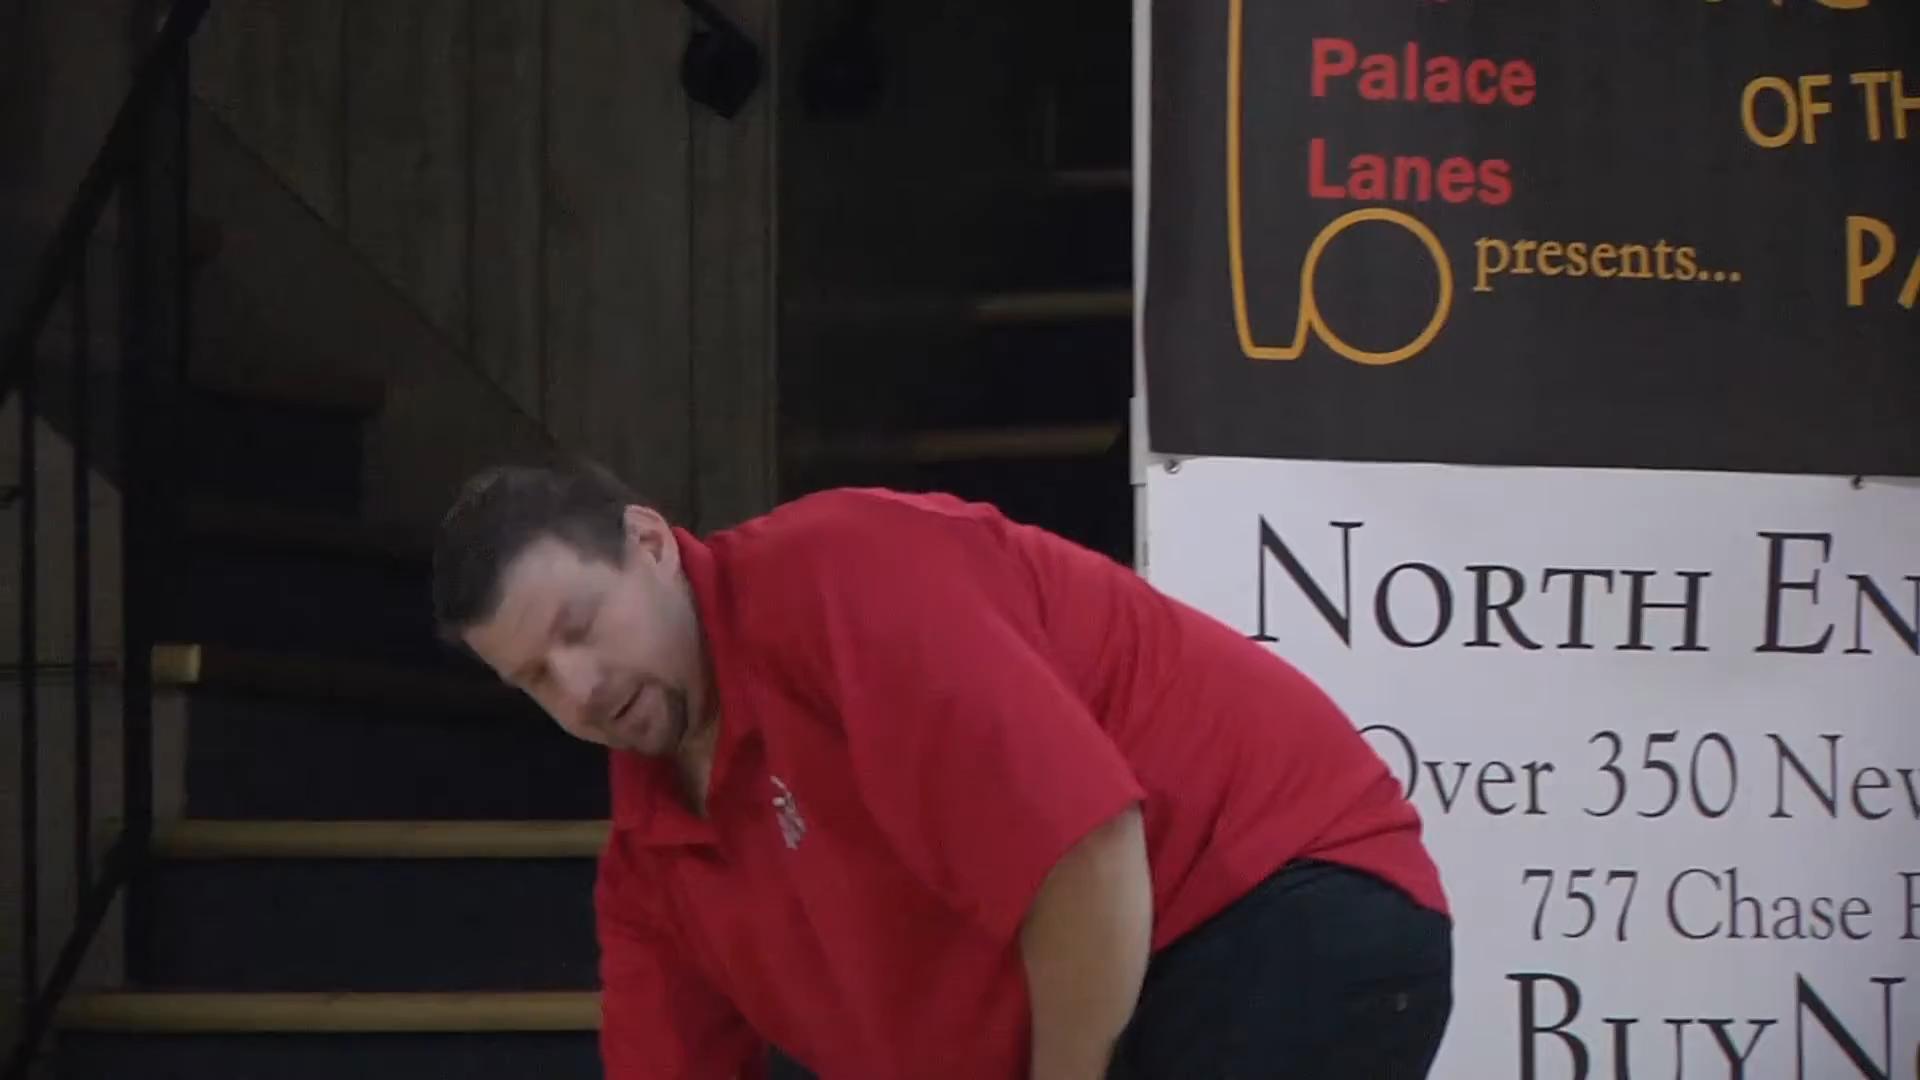 Palace
Lanes
presents...
OF TH
PA
NORTH EN
Over 350 New
757 Chase
BUYN